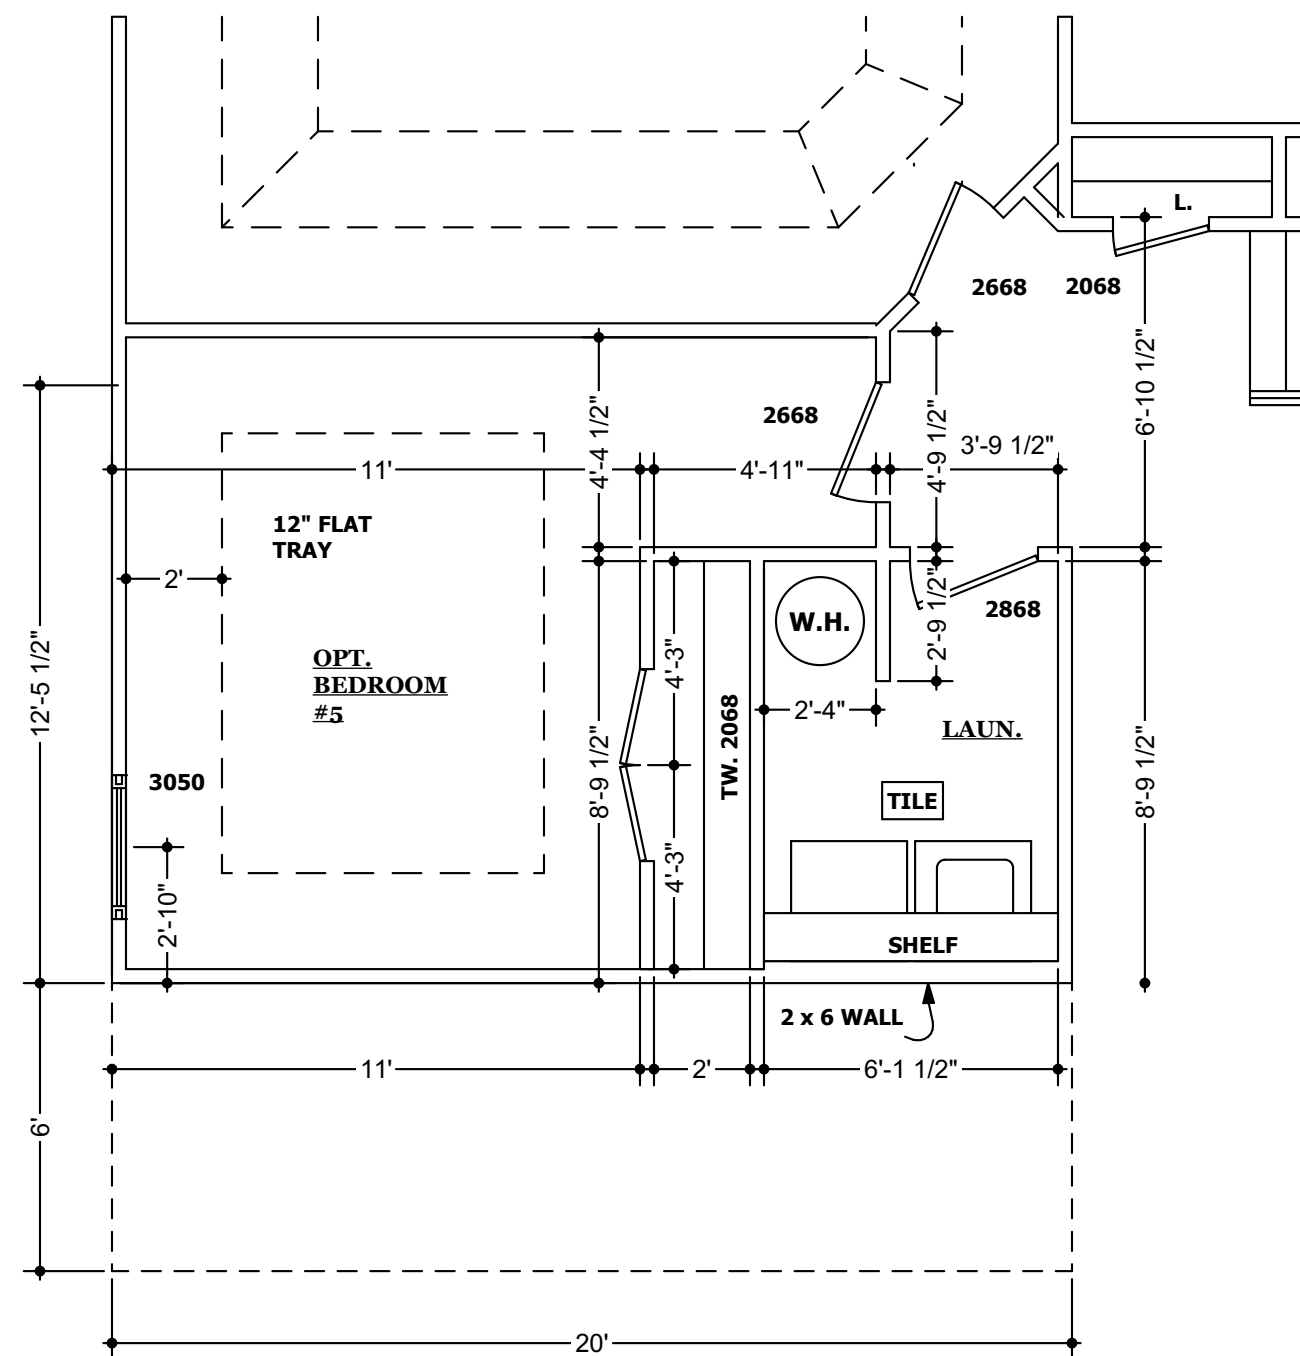 L.
2668
2068
6'-10 1/2"
2668
4'-4 1/2"
4'-9 1/2"
3'-9 1/2"
11'
4'-11"
12" FLAT
TRAY
2'
W.H.
2'-9 1/2"
2868
12'-5 1/2"
OPT.
BEDROOM
#5
4'-3"
2'-4"
TW. 2068
LAUN.
8'-9 1/2"
8'-9 1/2"
3050
TILE
4'-3"
2'-10"
SHELF
2 x 6 WALL
11'
2'
6'-1 1/2"
6'
20'